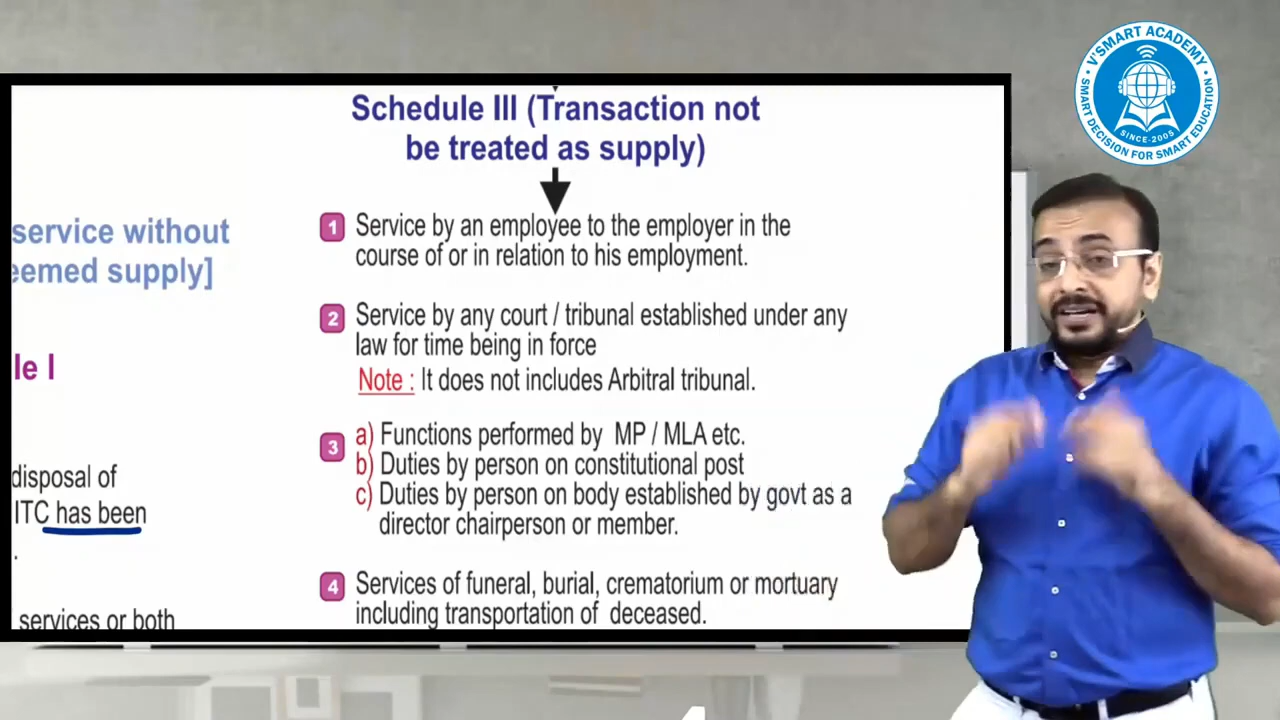 Schedule III (Transaction not
be treated as supply)
service without
eemed supply]
le I
disposal of
ITC has been
.
services or both
1 Service by an employee to the employer in the
course of or in relation to his employment.
2 Service by any court / tribunal established under any
law for time being in force
Note : It does not includes Arbitral tribunal.
3 a) Functions performed by MP / MLA etc.
b) Duties by person on constitutional post
c) Duties by person on body established by govt as a
director chairperson or member.
4 Services of funeral, burial, crematorium or mortuary
including transportation of deceased.
V'SMART ACADEMY
SINCE-2005
SMART DECISION FOR SMART EDUCATION